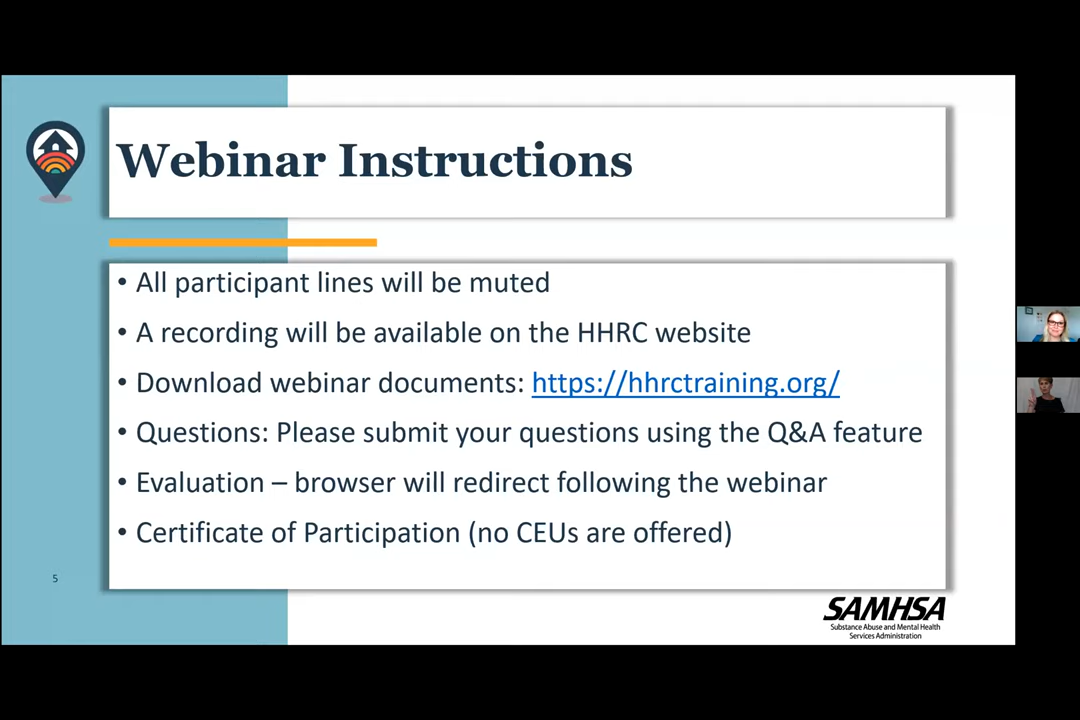 Webinar Instructions
• All participant lines will be muted
• A recording will be available on the HHRC website
• Download webinar documents: https://hhrctraining.org/
• Questions: Please submit your questions using the Q&A feature
• Evaluation – browser will redirect following the webinar
• Certificate of Participation (no CEUs are offered)
5
SAMHSA
Substance Abuse and Mental Health
Services Administration